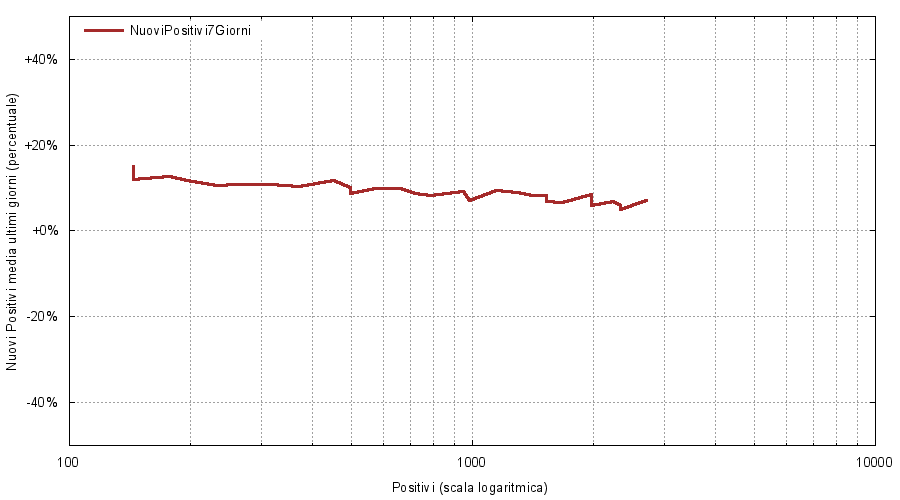 NuoviPositivi7Giorni
+40%
+20%
+0%
-20%
-40%
Nuovi Positivi media ultimi giorni (percentuale)
100 1000 10000
Positivi (scala logaritmica)